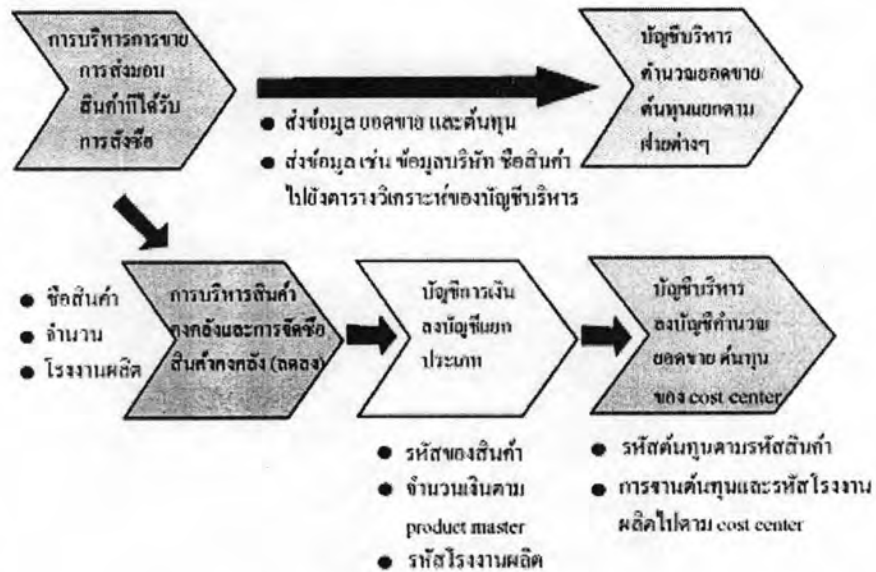 การบริหารการขาย
การส่งมอบ
สินค้าที่ได้รับ
การสั่งซื้อ
● ส่งข้อมูล ยอดขาย และต้นทุน
● ส่งข้อมูล เช่น ข้อมูลบริษัท ชื่อสินค้า
ไปยังตารางวิเคราะห์ของบัญชีบริหาร
บัญชีบริหาร
คำนวณยอดขาย
ต้นทุนแยกตาม
ฝ่ายต่างๆ
● ชื่อสินค้า
● จำนวน
● โรงงานผลิต
การบริหารสินค้า
คงคลังและการจัดซื้อ
สินค้าคงคลัง (ลดลง)
บัญชีการเงิน
ลงบัญชีแยก
ประเภท
● รหัสของสินค้า
● จำนวนเงินตาม
product master
● รหัสโรงงานผลิต
บัญชีบริหาร
ลงบัญชีคำนวณ
ยอดขาย ต้นทุน
ของ cost center
● รหัสต้นทุนตามรหัสสินค้า
● การงานต้นทุนและรหัสโรงงาน
ผลิตไปตาม cost center